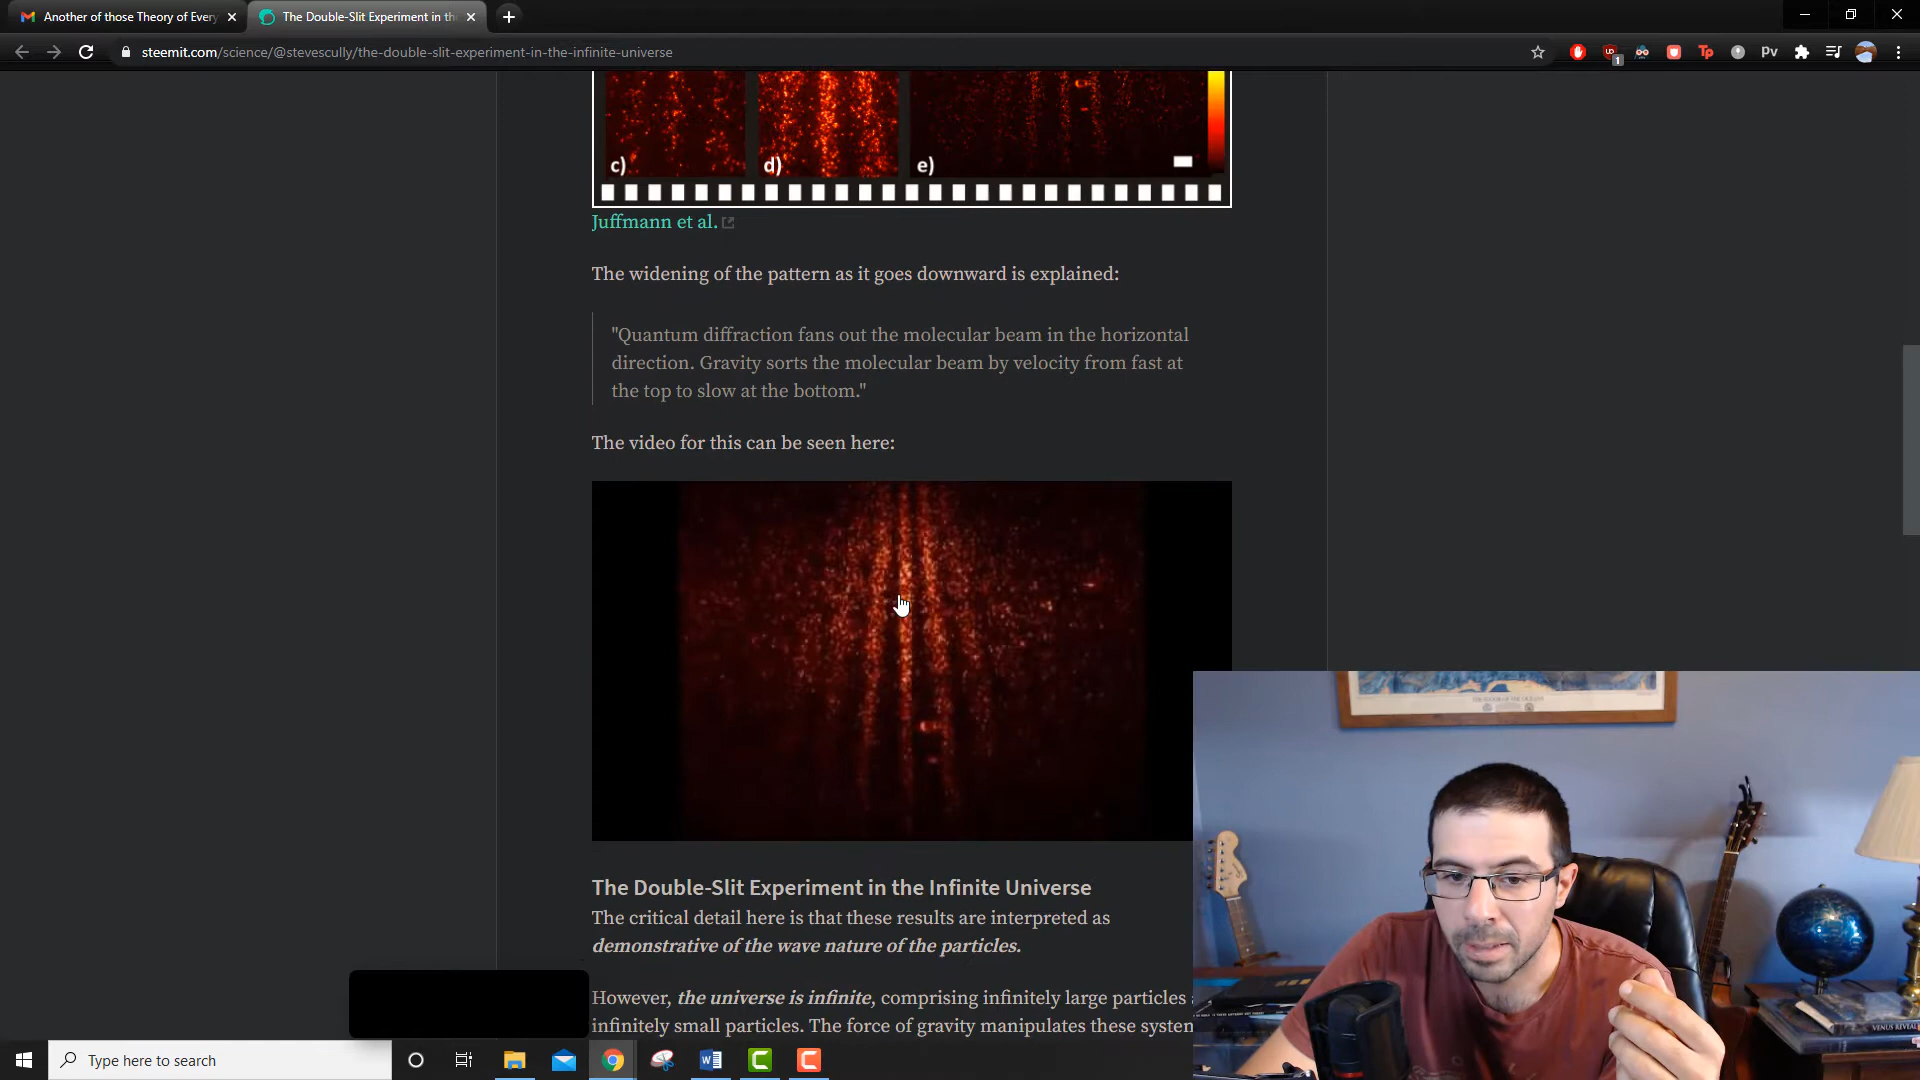 Another of those Theory of Every
The Double-Slit Experiment in the
steemit.com/science/@stevescully/the-double-slit-experiment-in-the-infinite-universe
1
Tp
Pv
c)
d)
e)
Juffmann et al.
The widening of the pattern as it goes downward is explained:
"Quantum diffraction fans out the molecular beam in the horizontal
direction. Gravity sorts the molecular beam by velocity from fast at
the top to slow at the bottom."
The video for this can be seen here:
The Double-Slit Experiment in the Infinite Universe
The critical detail here is that these results are interpreted as
demonstrative of the wave nature of the particles.
However, the universe is infinite, comprising infinitely large particles
infinitely small particles. The force of gravity manipulates these system
Type here to search